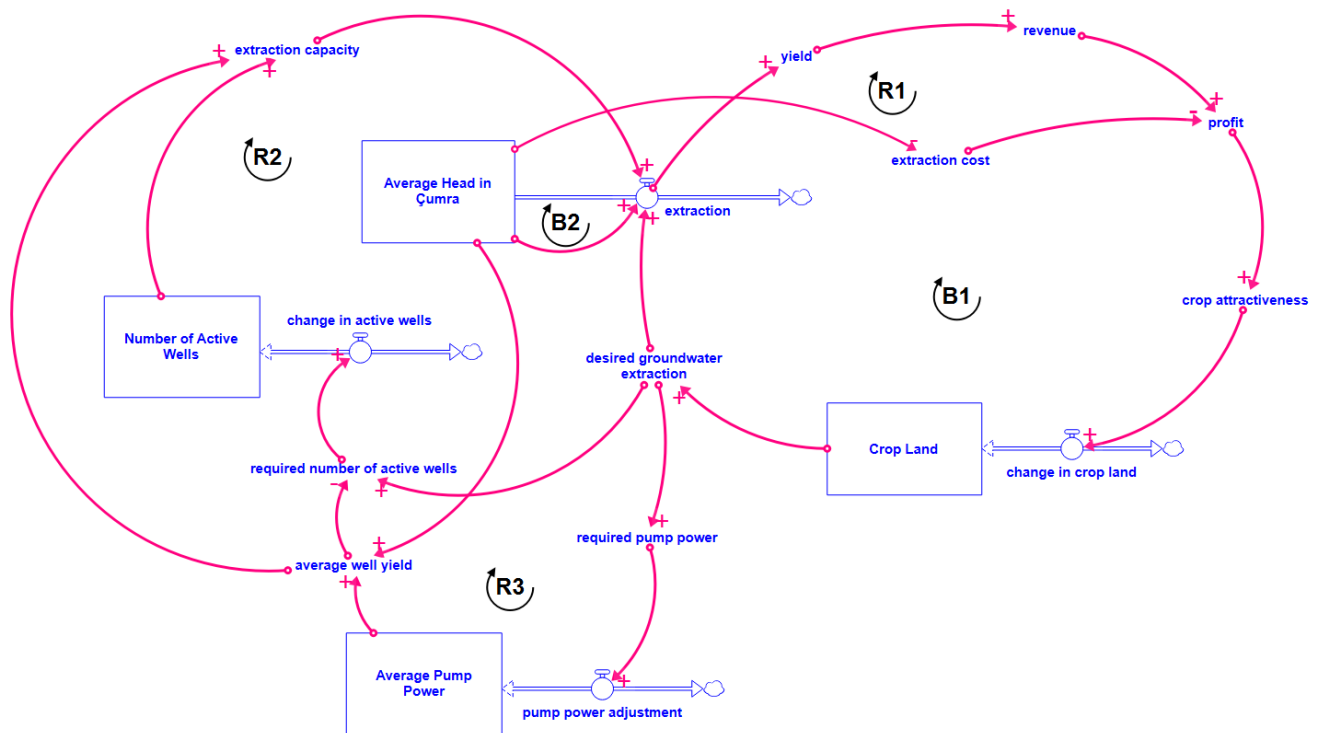 extraction capacity
yield
revenue
R1
profit
extraction cost
R2
Average Head in
Çumra
extraction
B2
crop attractiveness
B1
change in active wells
Number of Active
Wells
desired groundwater
extraction
Crop Land
change in crop land
required number of active wells
required pump power
average well yield
R3
Average Pump
Power
pump power adjustment
+
+
+
+
+
+
-
-
+
+
+
+
+
+
+
+
-
+
+
+
+
+